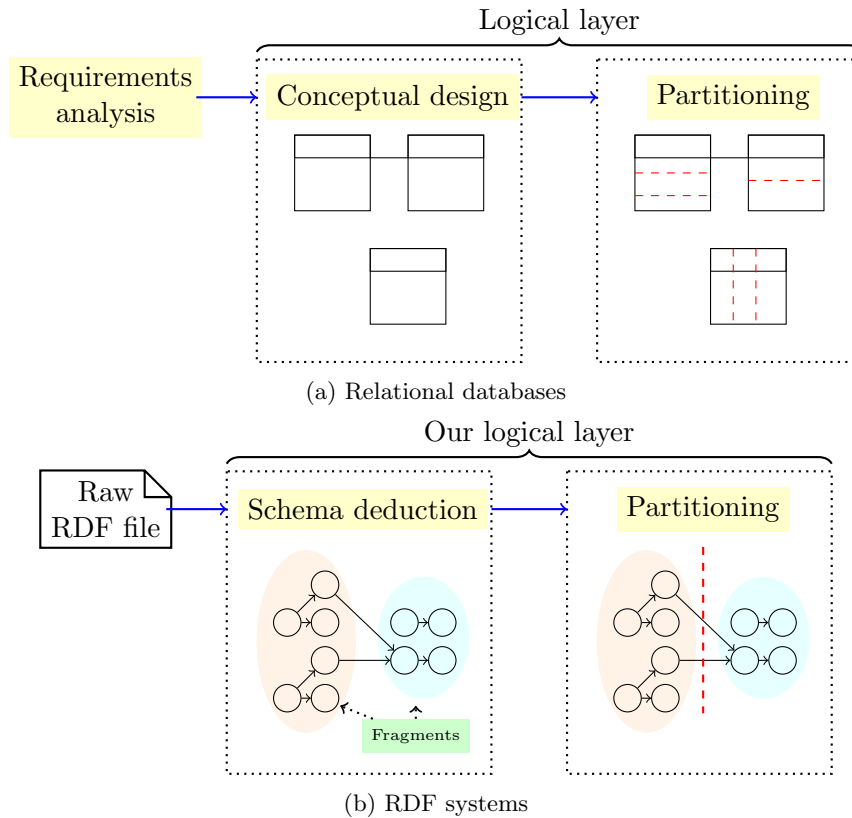 Logical layer
Requirements
analysis
Conceptual design
Partitioning
(a) Relational databases
Our logical layer
Raw
RDF file
Schema deduction
Partitioning
Fragments
(b) RDF systems